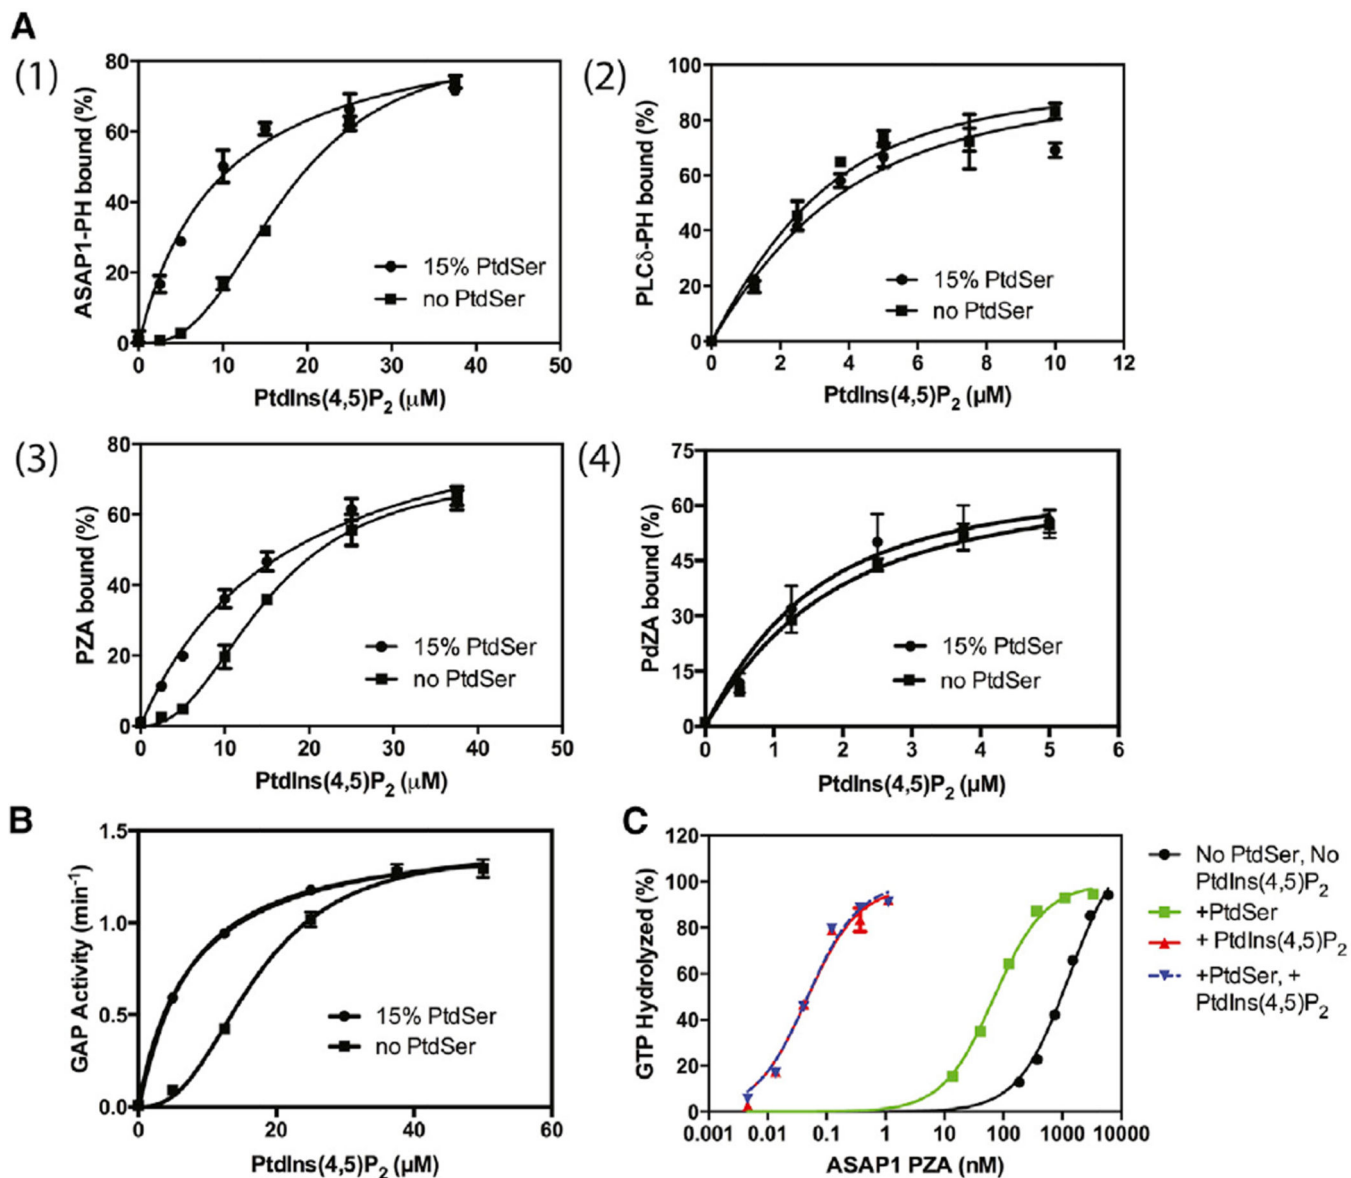 A
(1)
80
60
40
20
0
ASAP1-PH bound (%)
15% PtdSer
no PtdSer
0 10 20 30 40 50
PtdIns(4,5)P2 (μM)
(2)
100
80
60
40
20
0
PLCδ-PH bound (%)
15% PtdSer
no PtdSer
0 2 4 6 8 10 12
PtdIns(4,5)P2 (μM)
(3)
80
60
40
20
0
PZA bound (%)
15% PtdSer
no PtdSer
0 10 20 30 40 50
PtdIns(4,5)P2 (μM)
(4)
75
60
45
30
15
0
PdZA bound (%)
15% PtdSer
no PtdSer
0 1 2 3 4 5 6
PtdIns(4,5)P2 (μM)
B
1.5
1.0
0.5
0.0
GAP Activity (min-1)
15% PtdSer
no PtdSer
0 20 40 60
PtdIns(4,5)P2 (μM)
C
120
100
80
60
40
20
0
GTP Hydrolyzed (%)
0.001 0.01 0.1 1 10 100 1000 10000
ASAP1 PZA (nM)
No PtdSer, No
PtdIns(4,5)P2
+PtdSer
+ PtdIns(4,5)P2
+PtdSer, +
PtdIns(4,5)P2